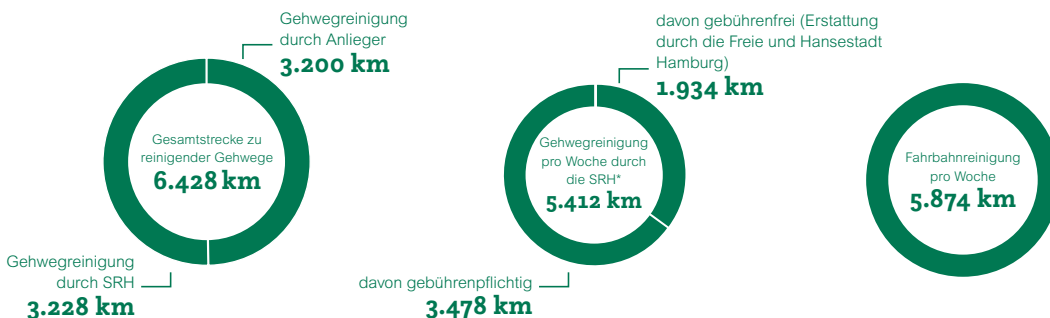 Gehwegreinigung
durch Anlieger
3.200 km
Gesamtstrecke zu
reinigender Gehwege
6.428 km
Gehwegreinigung
durch SRH
3.228 km
davon gebührenfrei (Erstattung
durch die Freie und Hansestadt
Hamburg)
1.934 km
Gehwegreinigung
pro Woche durch
die SRH*
5.412 km
davon gebührenpflichtig
3.478 km
Fahrbahnreinigung
pro Woche
5.874 km